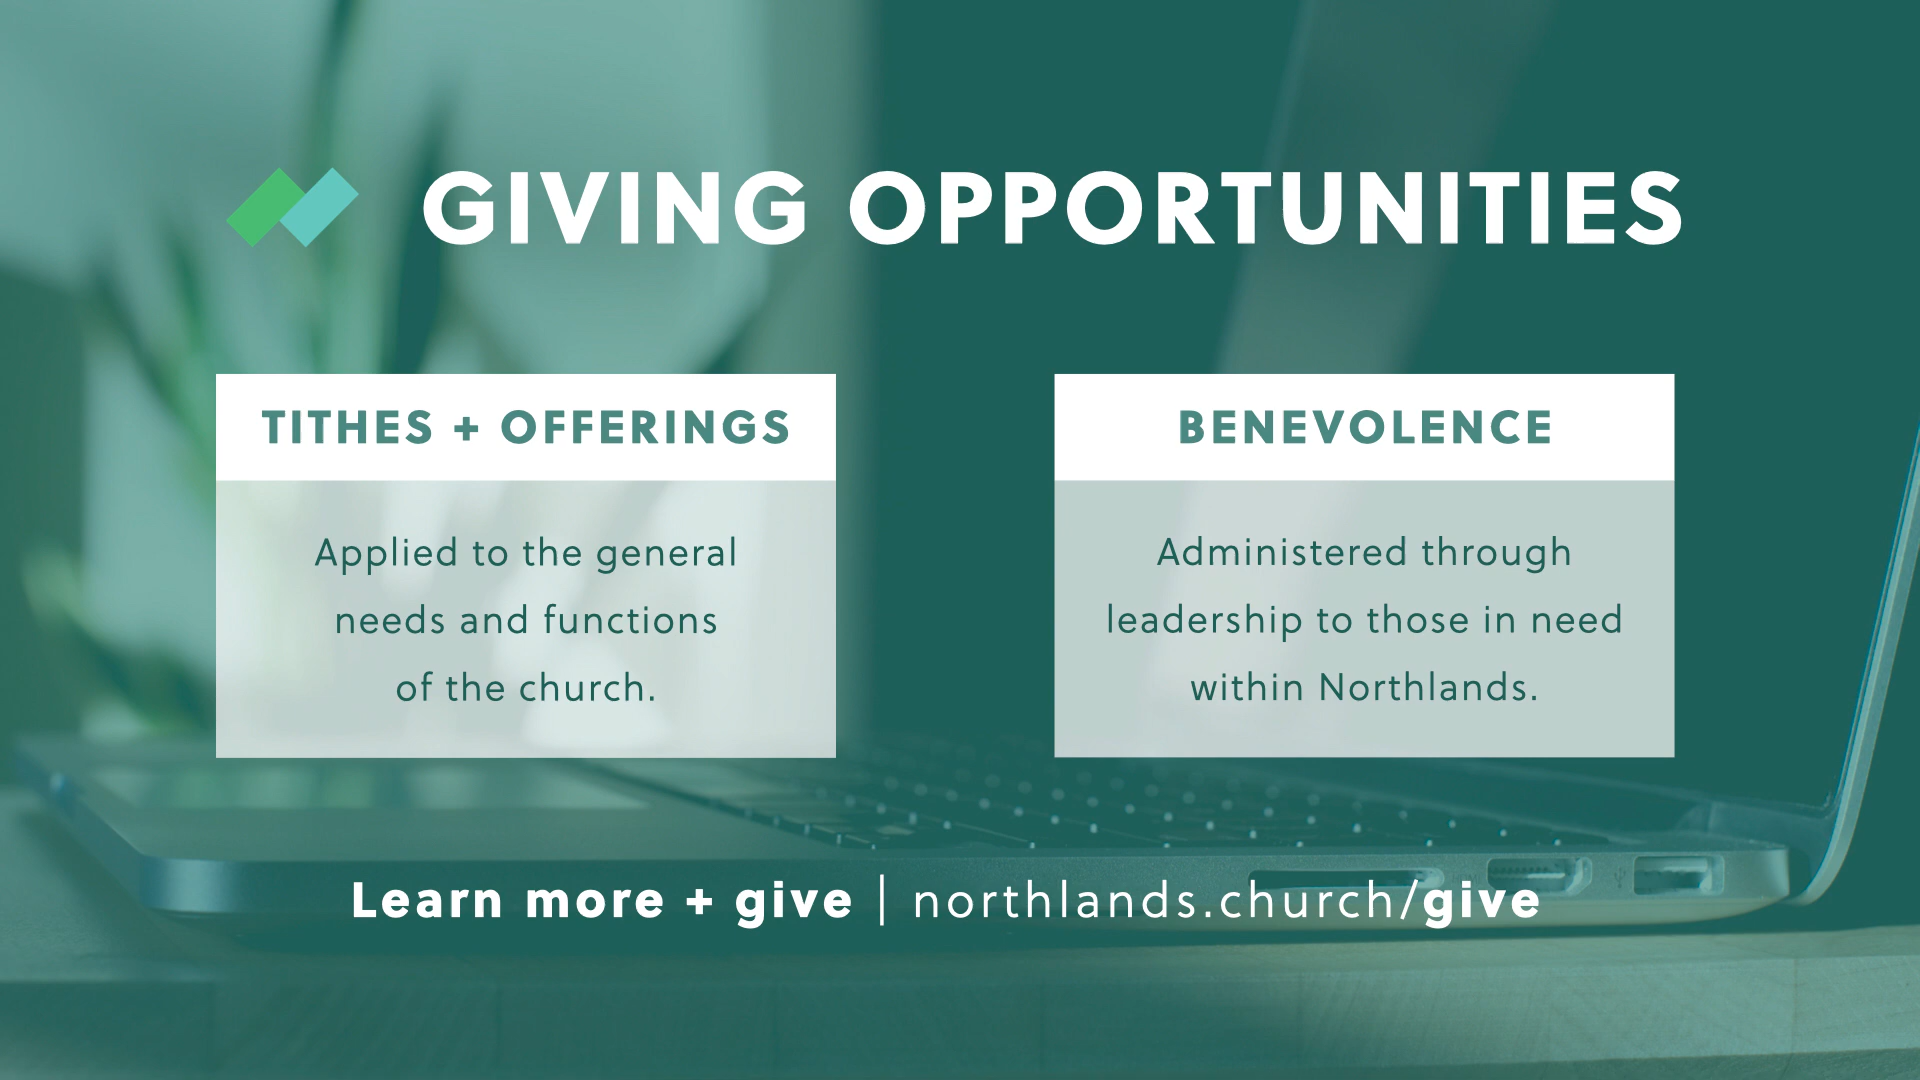 GIVING OPPORTUNITIES
TITHES + OFFERINGS
Applied to the general
needs and functions
of the church.
BENEVOLENCE
Administered through
leadership to those in need
within Northlands.
Learn more + give | northlands.church/give